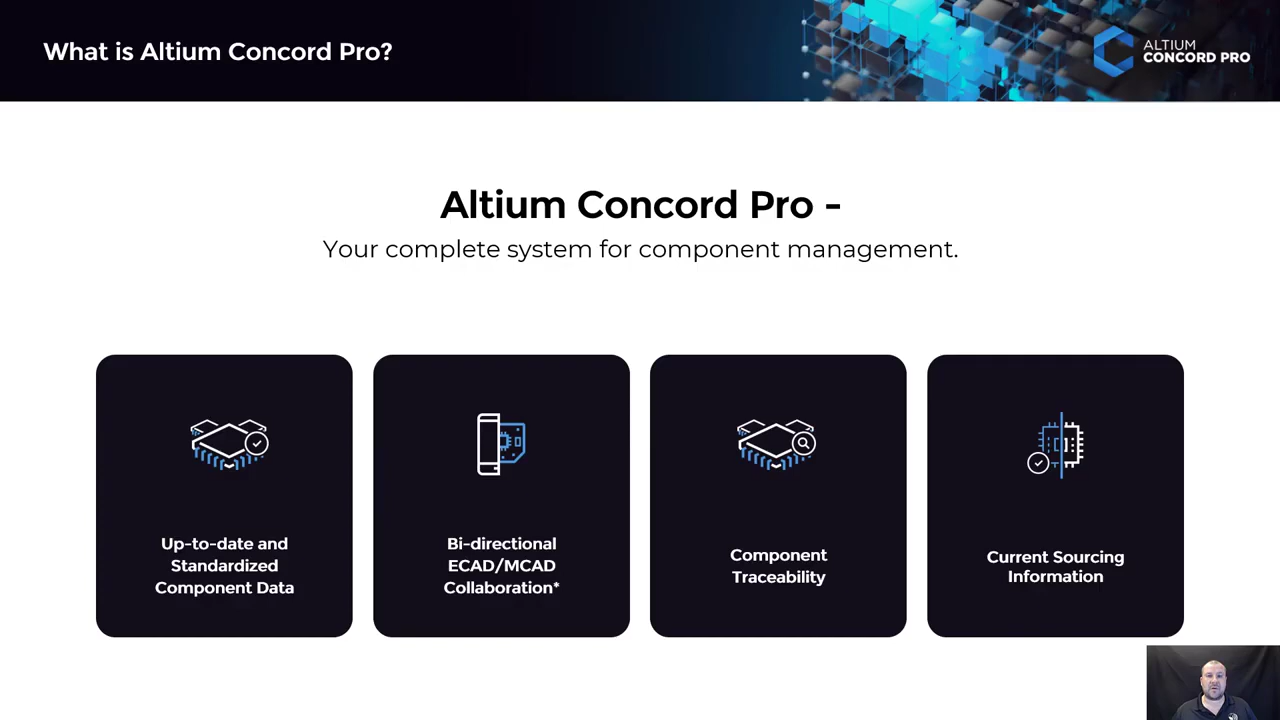 What is Altium Concord Pro?
ALTIUM
CONCORD PRO
Altium Concord Pro -
Your complete system for component management.
Up-to-date and
Standardized
Component Data
Bi-directional
ECAD/MCAD
Collaboration*
Component
Traceability
Current Sourcing
Information